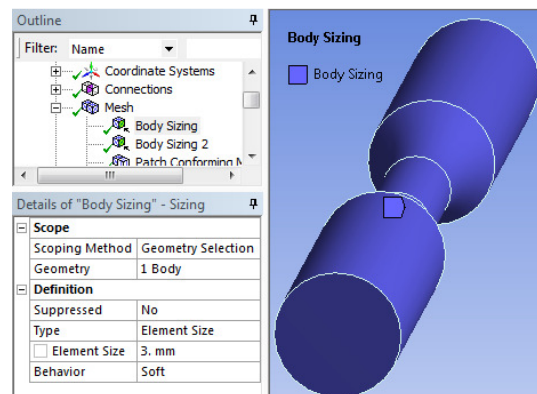 Outline
Filter: Name
Coordinate Systems
Connections
Mesh
Body Sizing
Body Sizing 2
Patch Conforming M
Details of "Body Sizing" - Sizing
Scope
Scoping Method Geometry Selection
Geometry 1 Body
Definition
Suppressed No
Type Element Size
Element Size 3. mm
Behavior Soft
Body Sizing
Body Sizing